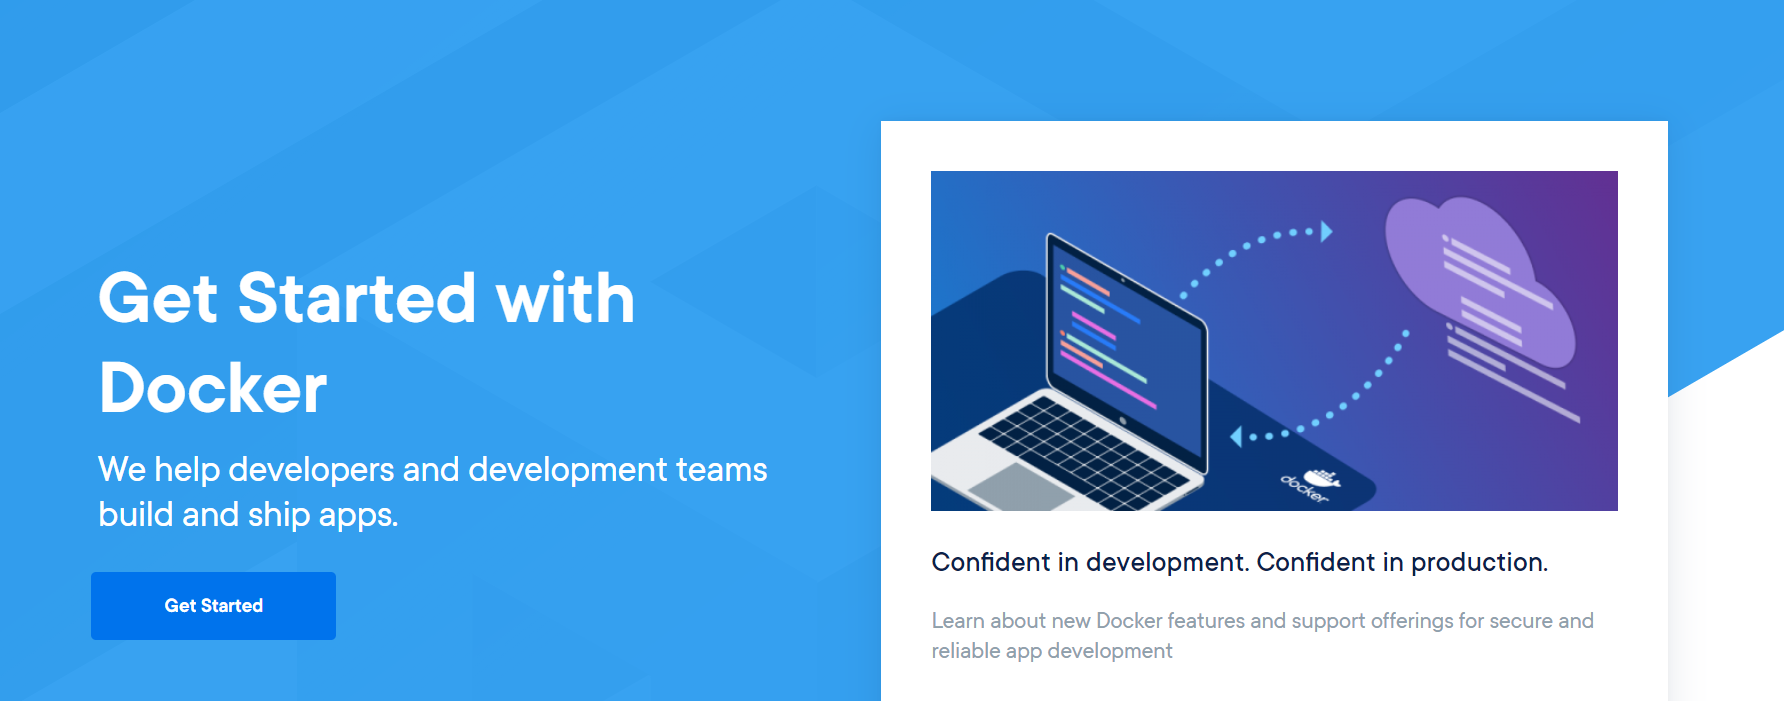 Get Started with
Docker
We help developers and development teams
build and ship apps.
Get Started
docker
Confident in development. Confident in production.
Learn about new Docker features and support offerings for secure and
reliable app development